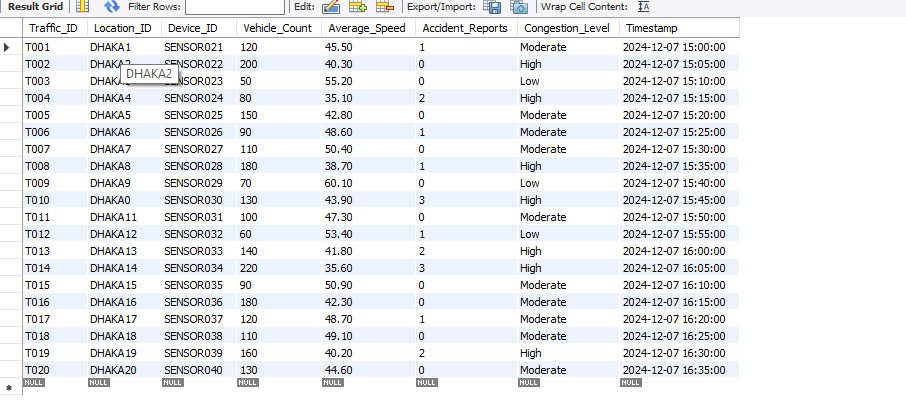 Result Grid Filter Rows: Edit: Export/Import: Wrap Cell Content: IA
Traffic_ID Location_ID Device_ID Vehicle_Count Average_Speed Accident_Reports Congestion_Level Timestamp
T001 DHAKA1 SENSOR021 120 45.50 1 Moderate 2024-12-07 15:00:00
T002 DHAKA2 SENSOR022 200 40.30 0 High 2024-12-07 15:05:00
DHAKA2
T003 SENSOR023 50 55.20 0 Low 2024-12-07 15:10:00
T004 DHAKA4 SENSOR024 80 35.10 2 High 2024-12-07 15:15:00
T005 DHAKA5 SENSOR025 150 42.80 0 Moderate 2024-12-07 15:20:00
T006 DHAKA6 SENSOR026 90 48.60 1 Moderate 2024-12-07 15:25:00
T007 DHAKA7 SENSOR027 110 50.40 0 Moderate 2024-12-07 15:30:00
T008 DHAKA8 SENSOR028 180 38.70 1 High 2024-12-07 15:35:00
T009 DHAKA9 SENSOR029 70 60.10 0 Low 2024-12-07 15:40:00
T010 DHAKA0 SENSOR030 130 43.90 3 High 2024-12-07 15:45:00
T011 DHAKA11 SENSOR031 100 47.30 0 Moderate 2024-12-07 15:50:00
T012 DHAKA12 SENSOR032 60 53.40 1 Low 2024-12-07 15:55:00
T013 DHAKA13 SENSOR033 140 41.80 2 High 2024-12-07 16:00:00
T014 DHAKA14 SENSOR034 220 35.60 3 High 2024-12-07 16:05:00
T015 DHAKA15 SENSOR035 90 50.90 0 Moderate 2024-12-07 16:10:00
T016 DHAKA16 SENSOR036 180 42.30 0 Moderate 2024-12-07 16:15:00
T017 DHAKA17 SENSOR037 120 48.70 1 Moderate 2024-12-07 16:20:00
T018 DHAKA18 SENSOR038 110 49.10 0 Moderate 2024-12-07 16:25:00
T019 DHAKA19 SENSOR039 160 40.20 2 High 2024-12-07 16:30:00
T020 DHAKA20 SENSOR040 130 44.60 0 Moderate 2024-12-07 16:35:00
NULL NULL NULL NULL NULL NULL NULL NULL